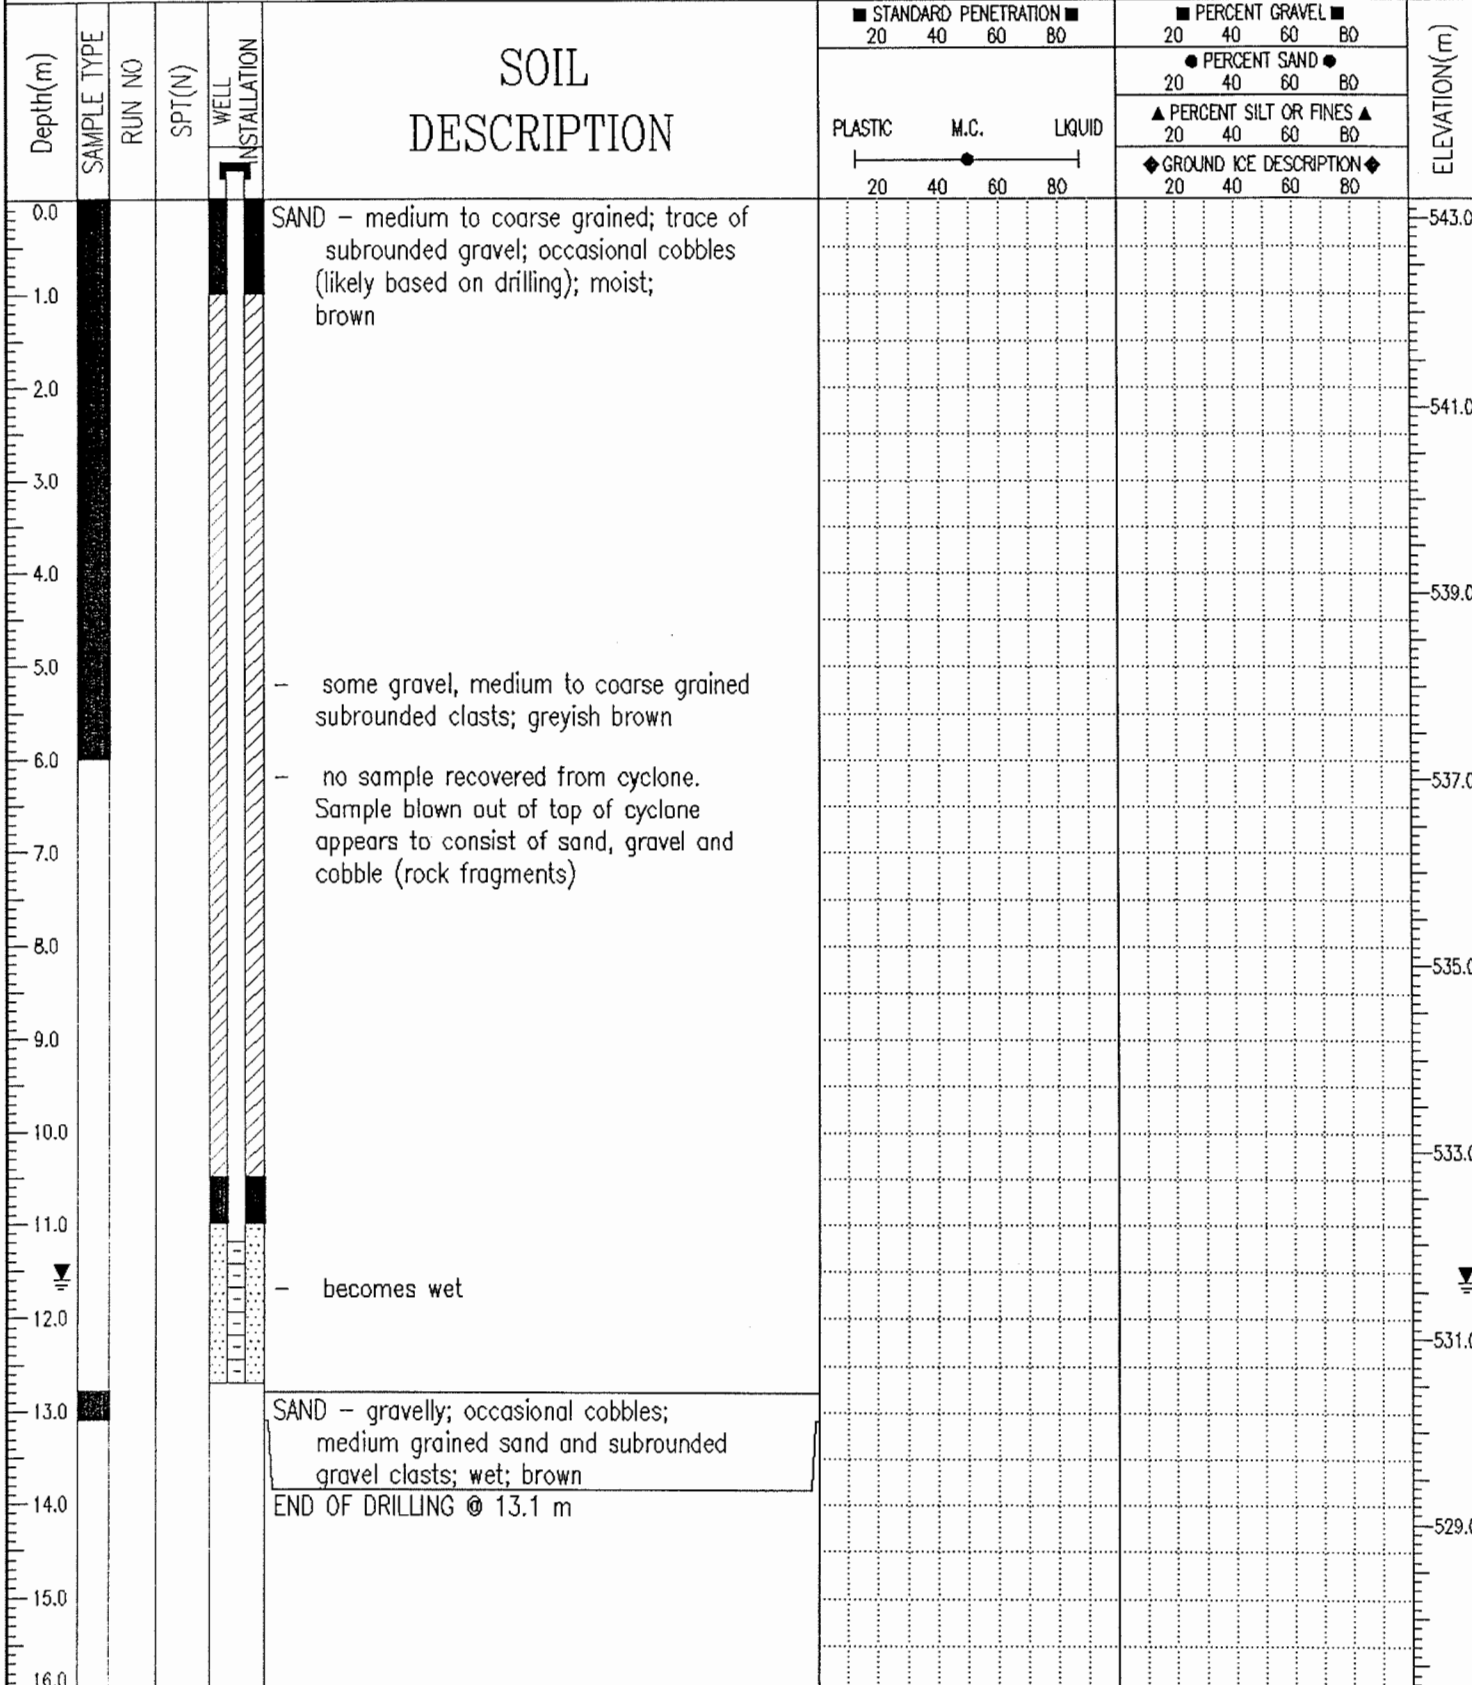 Depth(m)
SAMPLE TYPE
RUN NO
SPT(N)
WELL
INSTALLATION
SOIL
DESCRIPTION
■ STANDARD PENETRATION ■
20 40 60 80
PLASTIC M.C. LIQUID
20 40 60 80
■ PERCENT GRAVEL ■
20 40 60 80
● PERCENT SAND ●
20 40 60 80
▲ PERCENT SILT OR FINES ▲
20 40 60 80
◆ GROUND ICE DESCRIPTION ◆
20 40 60 80
ELEVATION(m)
0.0
1.0
2.0
3.0
4.0
5.0
6.0
7.0
8.0
9.0
10.0
11.0
12.0
13.0
14.0
15.0
16.0
SAND – medium to coarse grained; trace of
subrounded gravel; occasional cobbles
(likely based on drilling); moist;
brown
– some gravel, medium to coarse grained
subrounded clasts; greyish brown
– no sample recovered from cyclone.
Sample blown out of top of cyclone
appears to consist of sand, gravel and
cobble (rock fragments)
– becomes wet
SAND – gravelly; occasional cobbles;
medium grained sand and subrounded
gravel clasts; wet; brown
END OF DRILLING @ 13.1 m
543.0
541.0
539.0
537.0
535.0
533.0
531.0
529.0